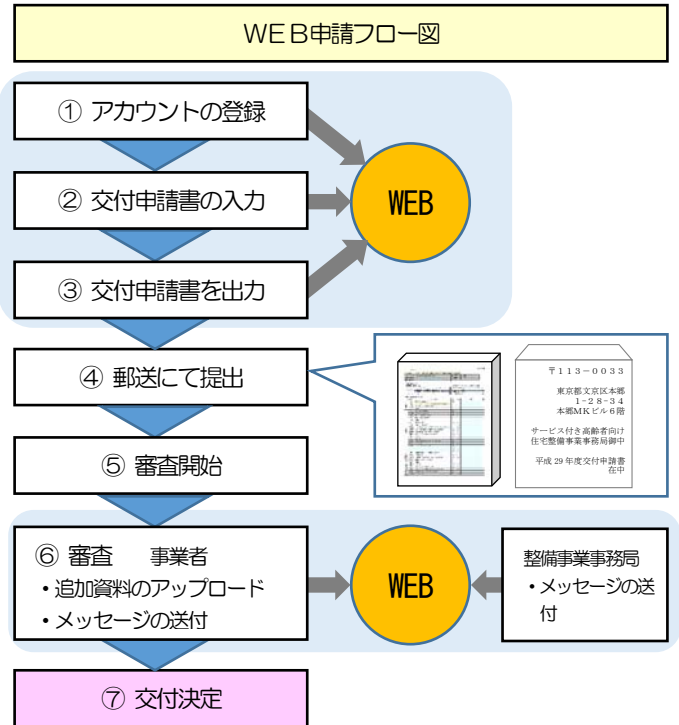 ＷＥＢ申請フロー図
① アカウントの登録
② 交付申請書の入力
WEB
③ 交付申請書を出力
④ 郵送にて提出
〒１１３－００３３
東京都文京区本郷
１－２８－３４
本郷ＭＫビル６階
サービス付き高齢者向け
住宅整備事業事務局御中
平成 29 年度交付申請書
在中
⑤ 審査開始
⑥ 審査　事業者
・追加資料のアップロード
・メッセージの送付
WEB
整備事業事務局
・メッセージの送
付
⑦ 交付決定